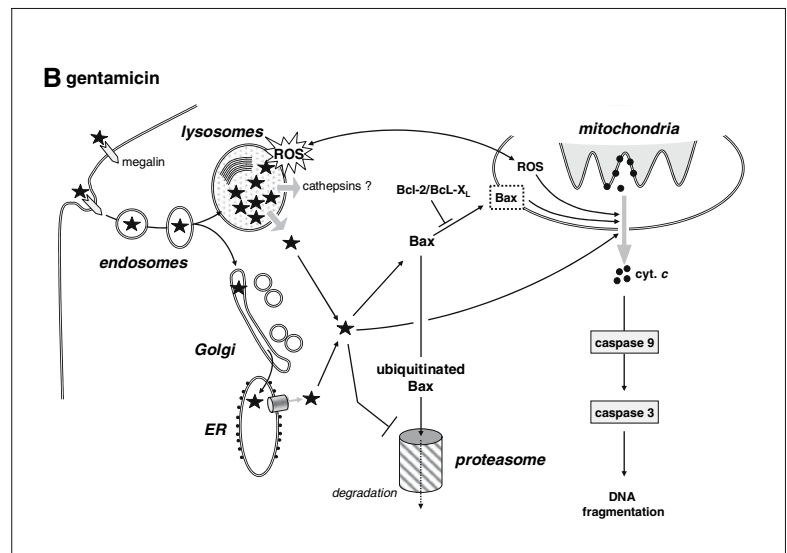 B gentamicin
lysosomes
mitochondria
ROS
megalin
ROS
cathepsins ?
Bcl-2/BcL-XL
Bax
Bax
endosomes
cyt. c
Golgi
caspase 9
ubiquitinated
Bax
caspase 3
ER
proteasome
degradation
DNA
fragmentation